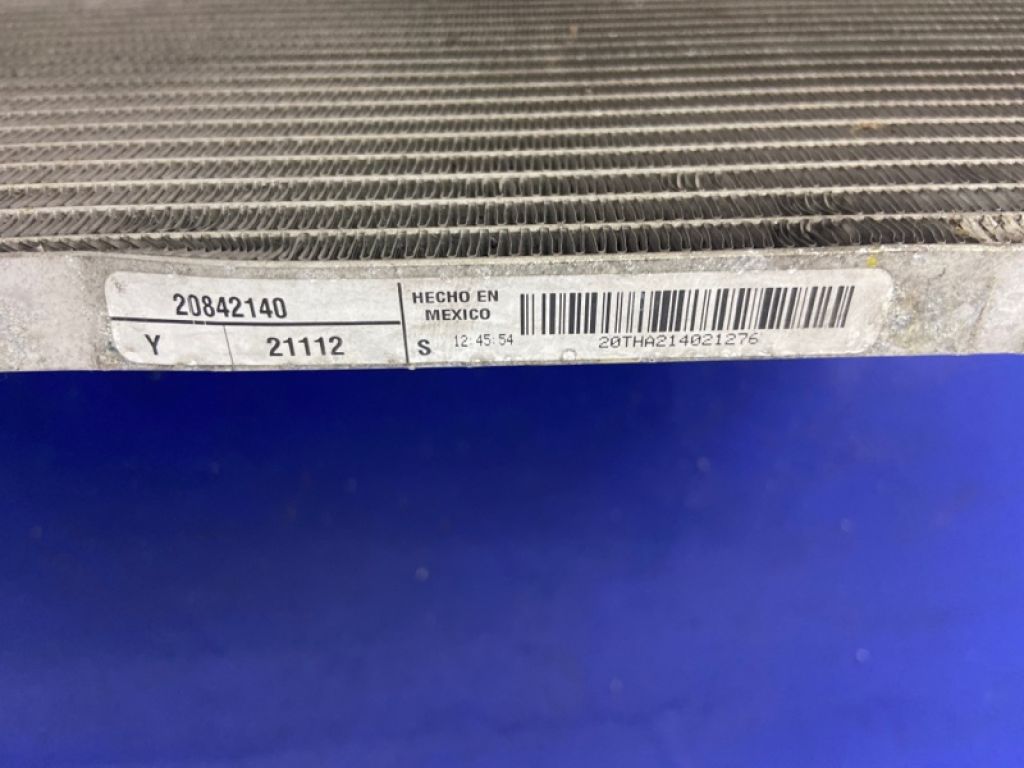 20842140
Y 21112
HECHO EN
MEXICO
S 12:45:54
20THA214021276